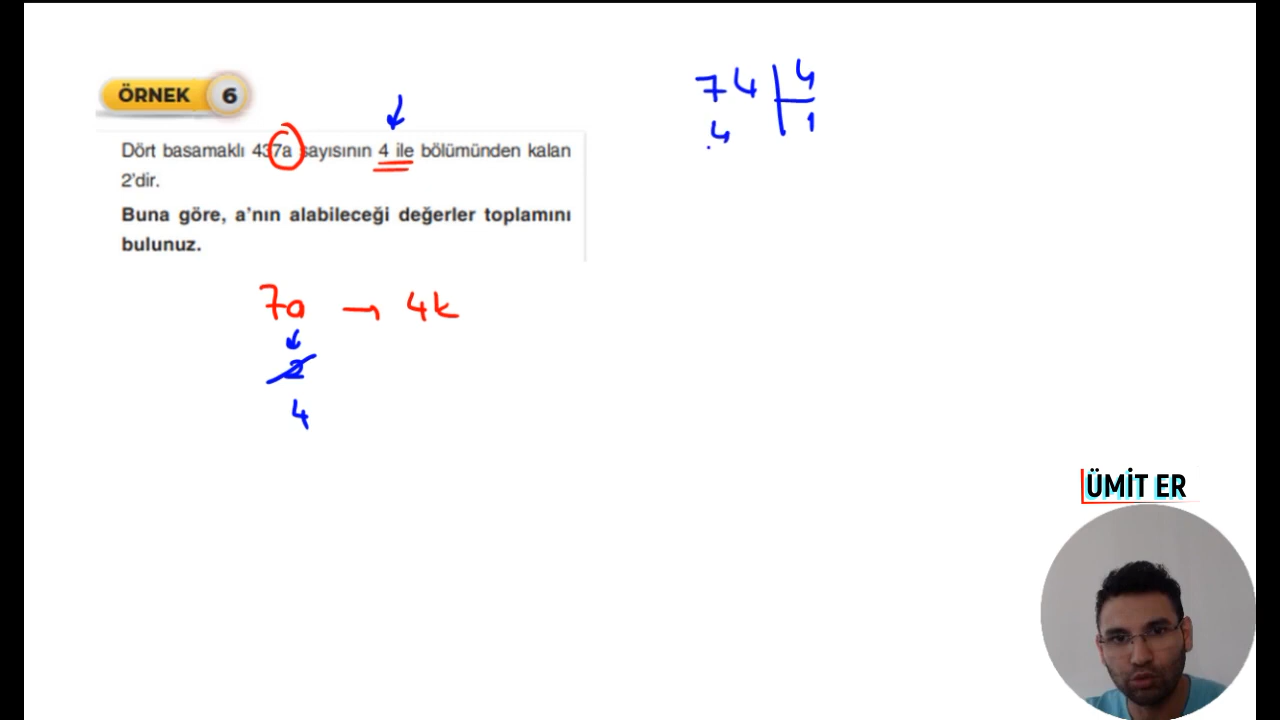 ÖRNEK 6
Dört basamaklı 437a sayısının 4 ile bölümünden kalan
2'dir.
Buna göre, a'nın alabileceği değerler toplamını
bulunuz.
7a → 4k
2
4
74 4
4 1
ÜMİT ER